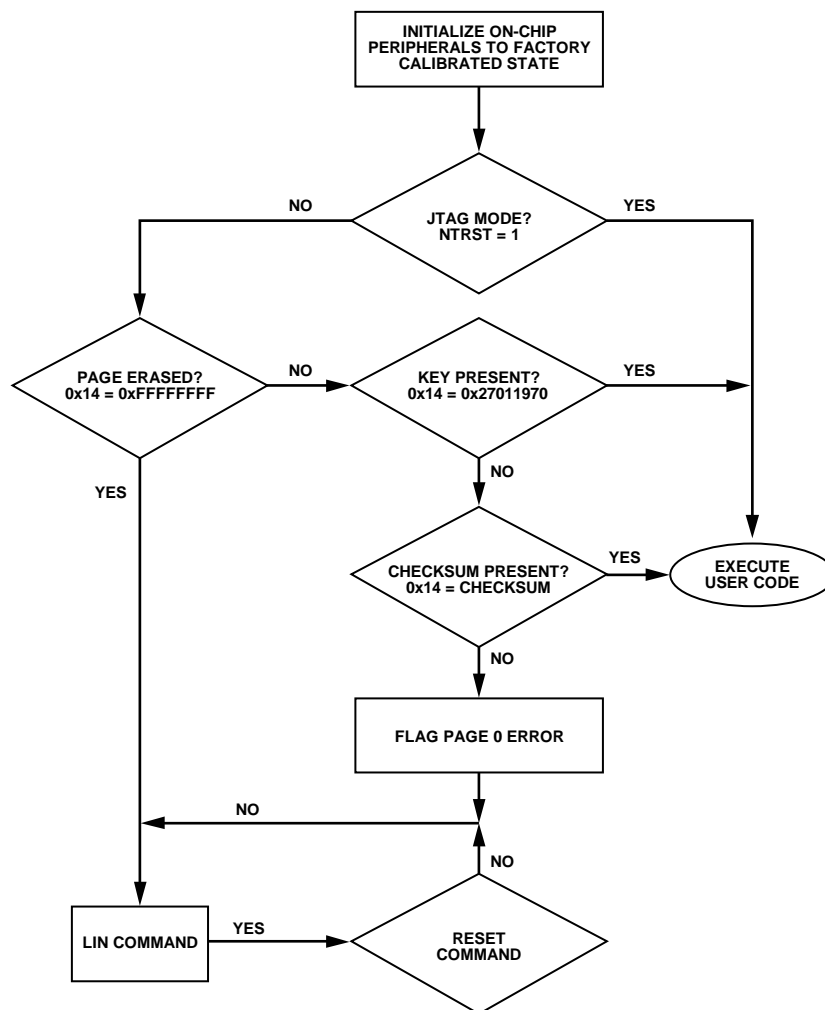 INITIALIZE ON-CHIP
PERIPHERALS TO FACTORY
CALIBRATED STATE
NO
JTAG MODE?
NTRST = 1
YES
PAGE ERASED?
0x14 = 0xFFFFFFFF
NO
KEY PRESENT?
0x14 = 0x27011970
YES
NO
YES
CHECKSUM PRESENT?
0x14 = CHECKSUM
YES
EXECUTE
USER CODE
NO
FLAG PAGE 0 ERROR
NO
NO
LIN COMMAND
YES
RESET
COMMAND